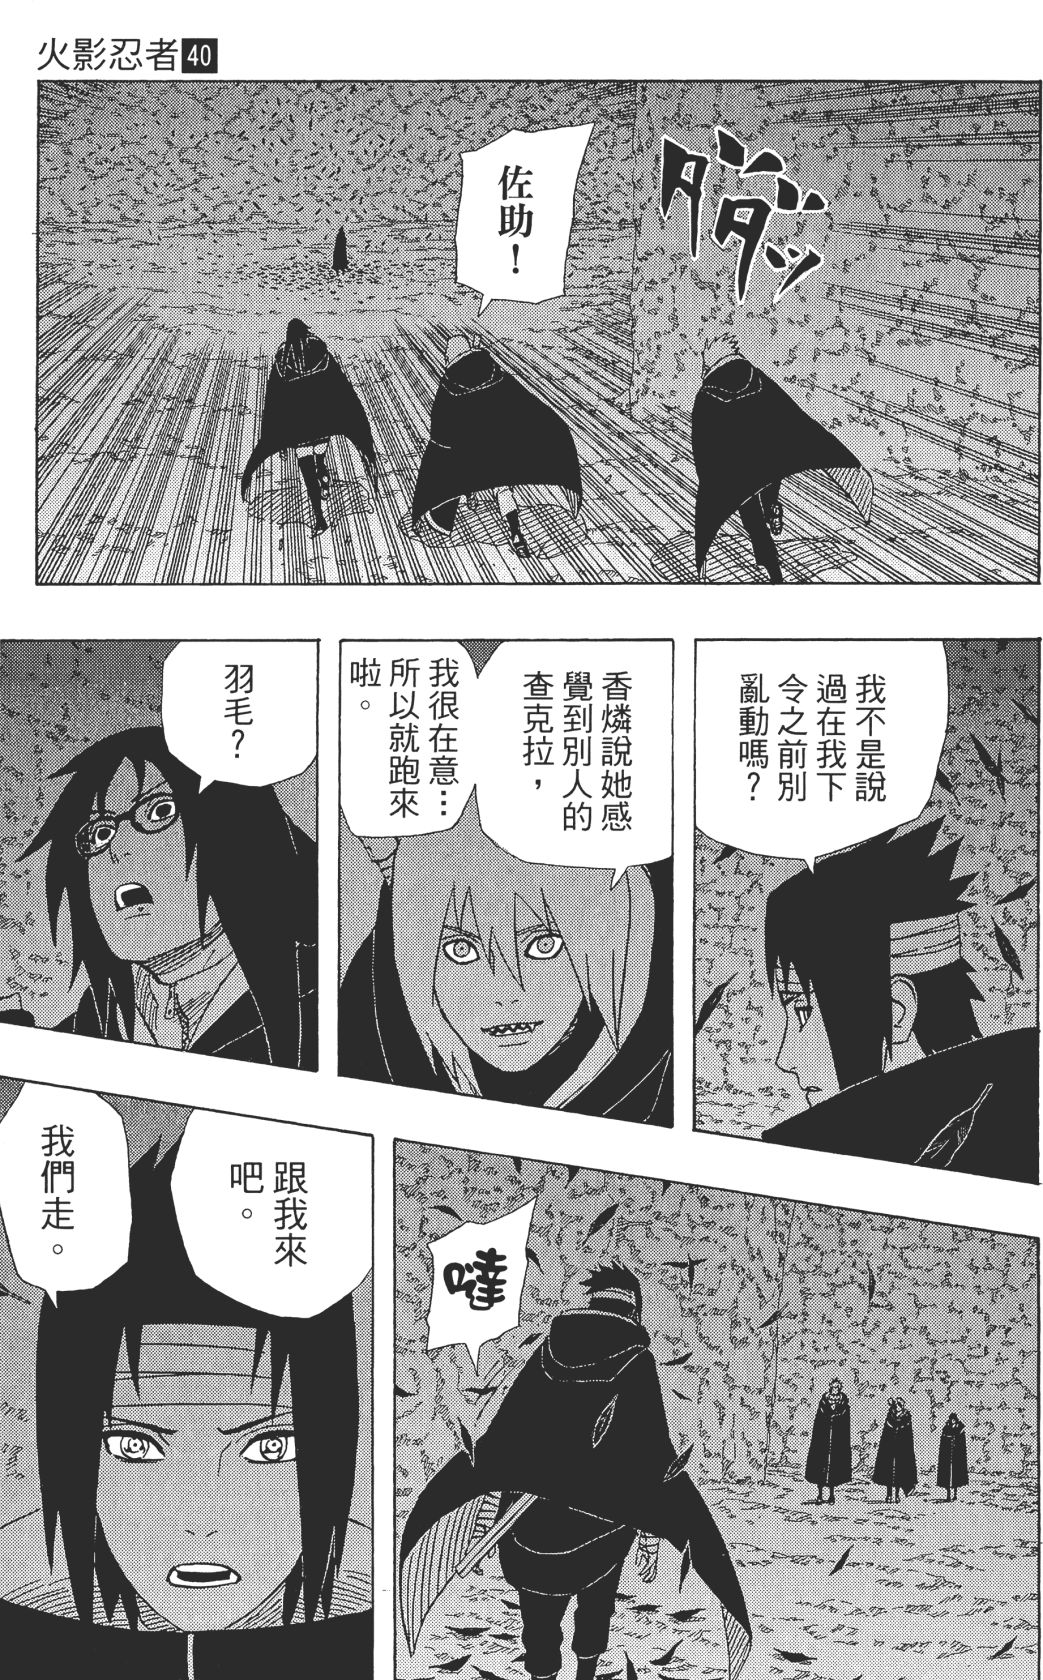 火影忍者 40
ダダダッ
佐助！
我不是說
過在我下
令之前別
亂動嗎？
香燐說她感
覺到別人的
查克拉，
我很在意…
所以就跑來
啦。
羽毛？
噠
跟我來
吧。
我們走。